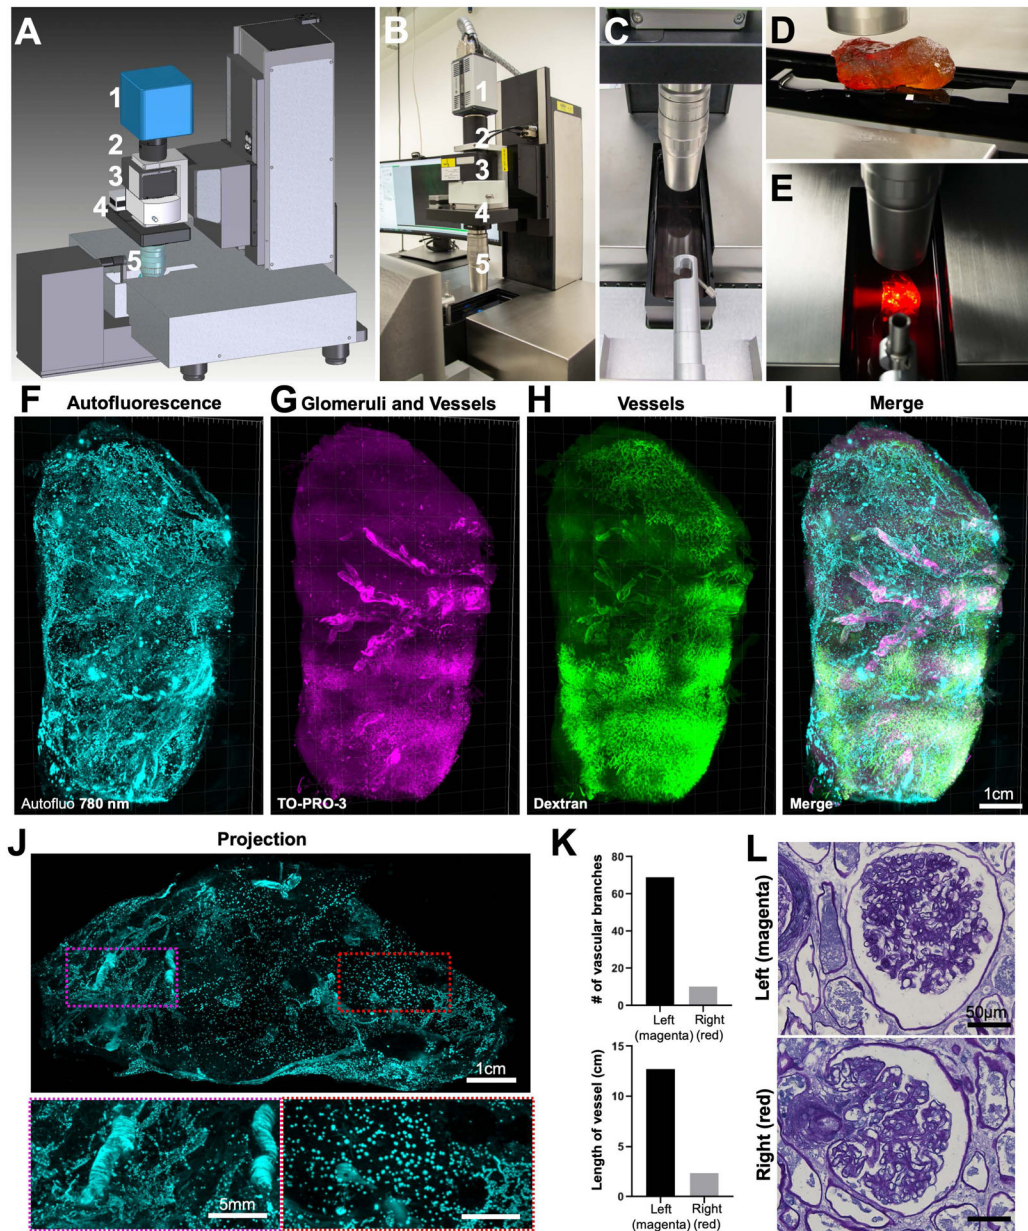 A
1
2
3
4
5
B
1
2
3
4
5
C
D
E
F Autofluorescence
G Glomeruli and Vessels
H Vessels
I Merge
Autofluo 780 nm
TO-PRO-3
Dextran
Merge
1cm
J Projection
1cm
5mm
K
# of vascular branches
80
60
40
20
0
Left
(magenta)
Right
(red)
Length of vessel (cm)
15
10
5
0
Left
(magenta)
Right
(red)
L
Left (magenta)
50µm
Right (red)